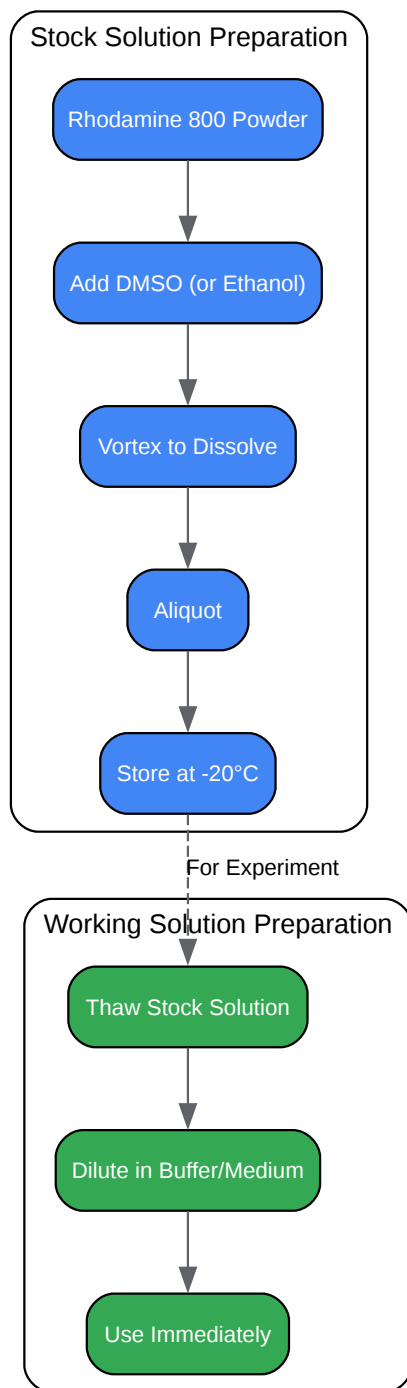 Stock Solution Preparation
Rhodamine 800 Powder
Add DMSO (or Ethanol)
Vortex to Dissolve
Aliquot
Store at -20°C
For Experiment
Working Solution Preparation
Thaw Stock Solution
Dilute in Buffer/Medium
Use Immediately